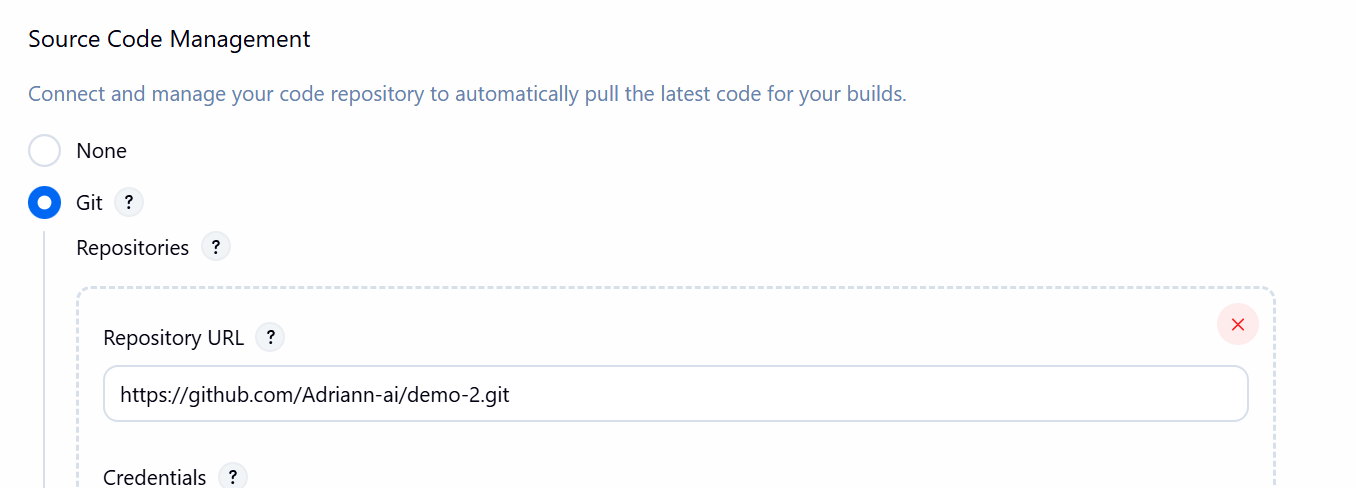 Source Code Management
Connect and manage your code repository to automatically pull the latest code for your builds.
None
Git ?
Repositories ?
Repository URL ?
https://github.com/Adriann-ai/demo-2.git
Credentials ?